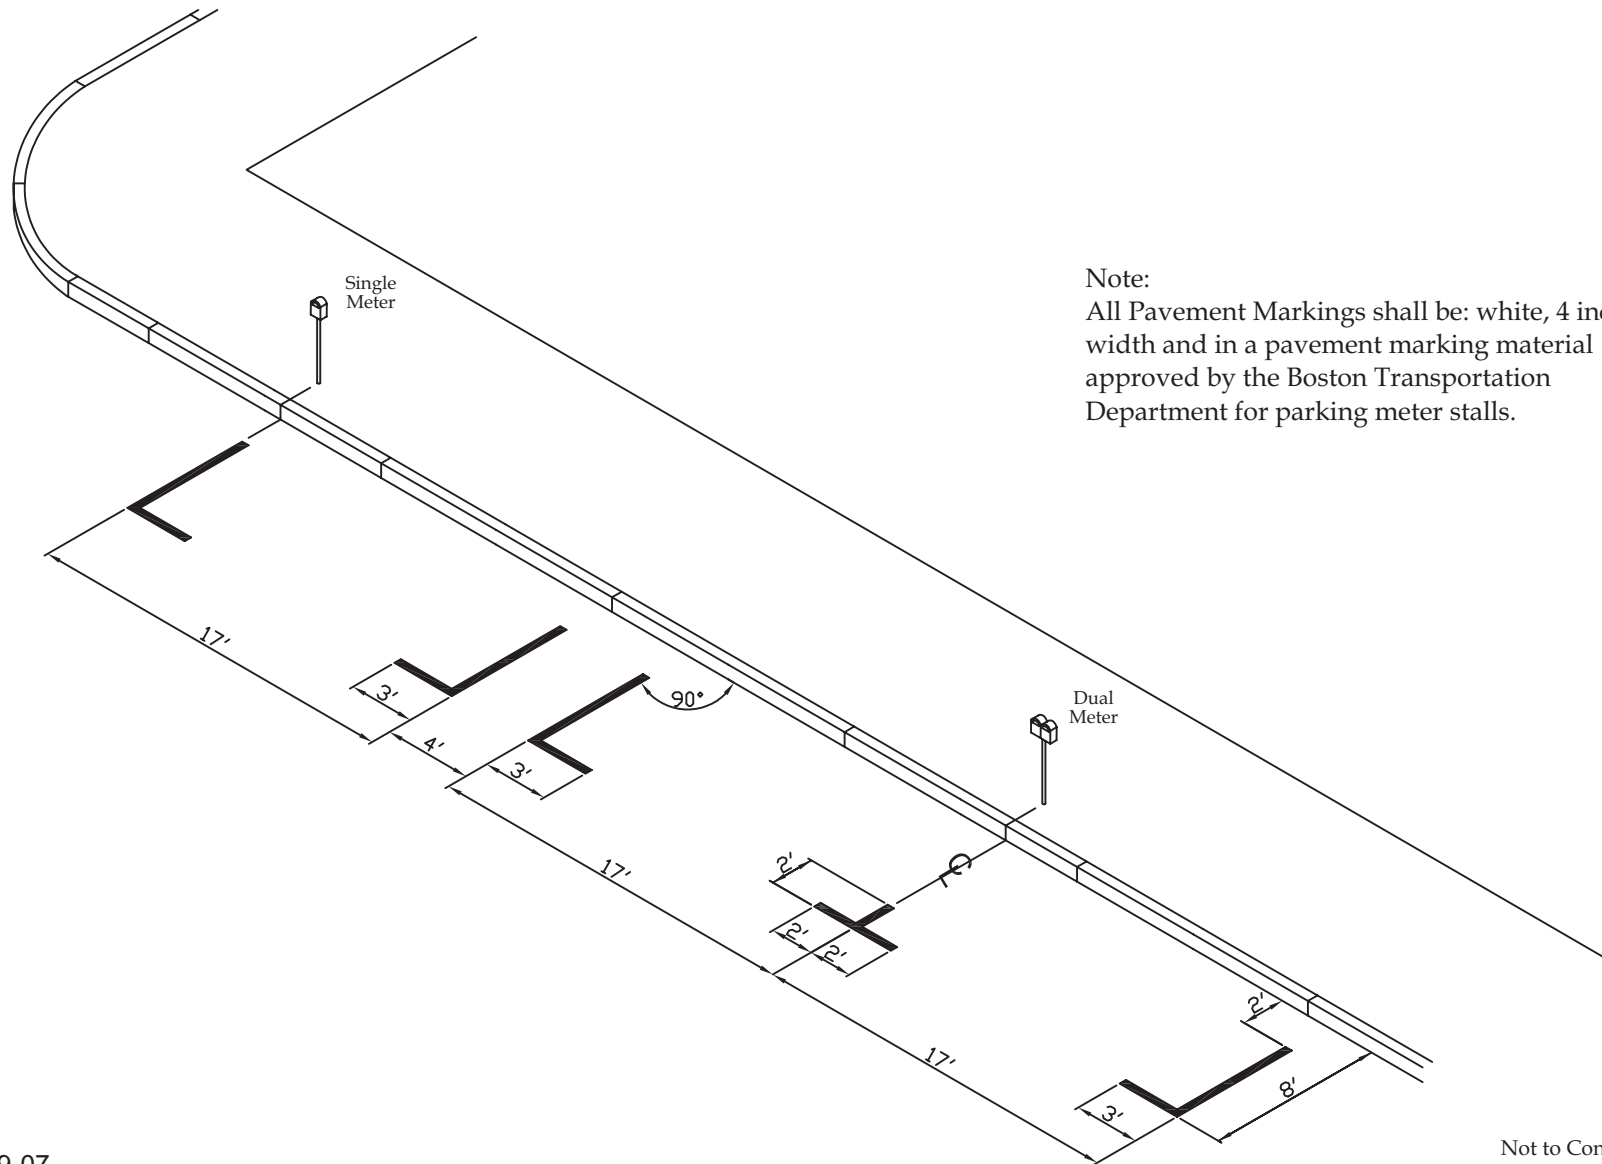 Single
Meter
Note:
All Pavement Markings shall be: white, 4
width and in a pavement marking material
approved by the Boston Transportation
Department for parking meter stalls.
17'
3'
4'
3'
90°
Dual
Meter
17'
2'
2'
2'
17'
2'
8'
3'
Not to